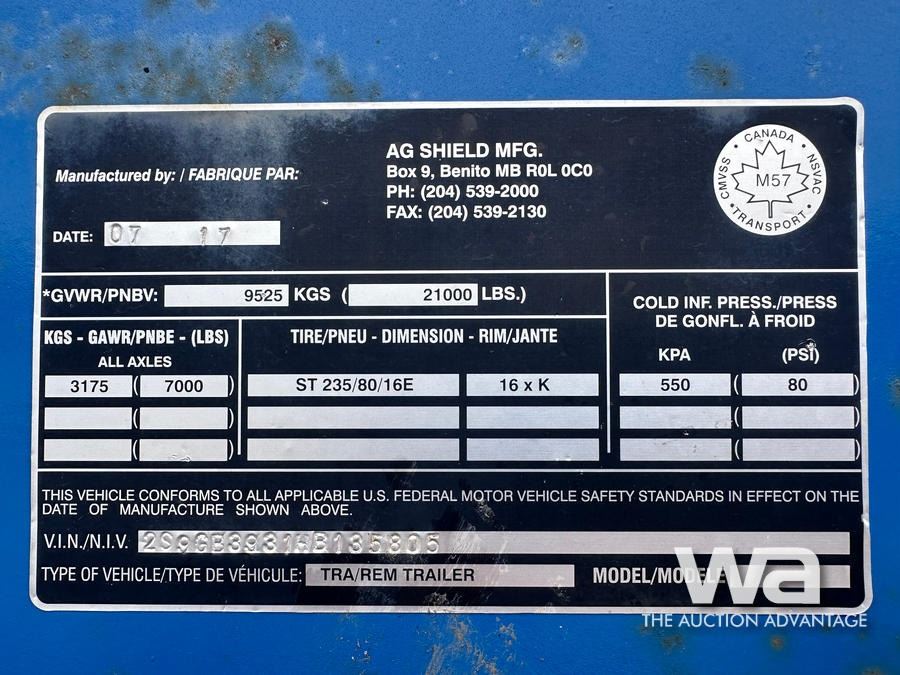 AG SHIELD MFG.
Manufactured by: / FABRIQUE PAR:
Box 9, Benito MB R0L 0C0
PH: (204) 539-2000
FAX: (204) 539-2130
CANADA
CMVSS
M57
NSVAC
TRANSPORT
DATE: 07 17
*GVWR/PNBV: 9525 KGS ( 21000 LBS.)
COLD INF. PRESS./PRESS
DE GONFL. À FROID
KGS - GAWR/PNBE - (LBS)
TIRE/PNEU - DIMENSION - RIM/JANTE
ALL AXLES
KPA (PSI)
3175 ( 7000 ) ST 235/80/16E 16 x K 550 ( 80 )
THIS VEHICLE CONFORMS TO ALL APPLICABLE U.S. FEDERAL MOTOR VEHICLE SAFETY STANDARDS IN EFFECT ON THE
DATE OF MANUFACTURE SHOWN ABOVE.
V.I.N./N.I.V.
TYPE OF VEHICLE/TYPE DE VÉHICULE: TRA/REM TRAILER MODEL/MODELE
wa
THE AUCTION ADVANTAGE